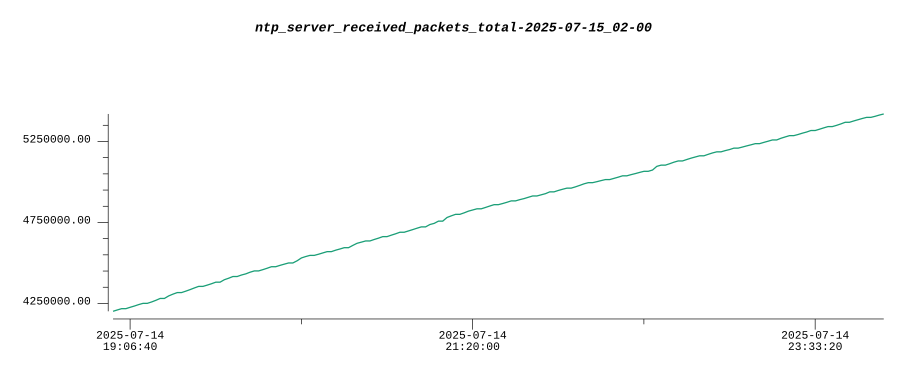 ntp_server_received_packets_total-2025-07-15_02-00
5250000.00
4750000.00
4250000.00
2025-07-14 2025-07-14 2025-07-14
19:06:40 21:20:00 23:33:20